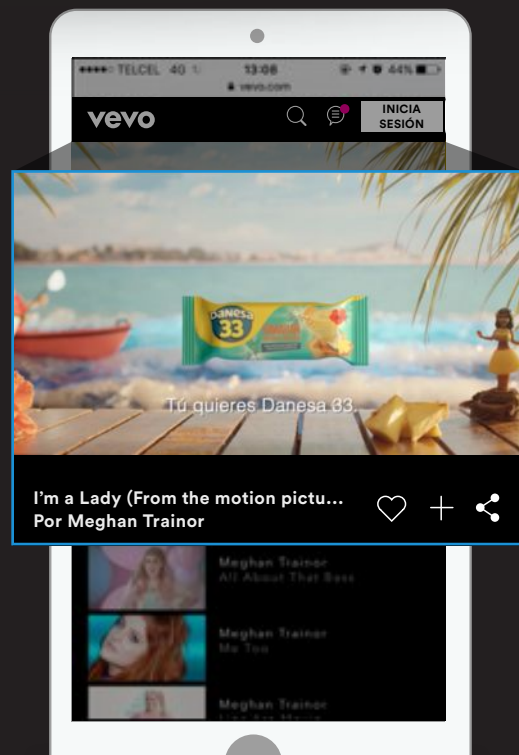 TELCEL 4G 13:08 44%
vevo.com
vevo
INICIA
SESIÓN
DANESA
33
Tú quieres Danesa 33.
I'm a Lady (From the motion pictu...
Por Meghan Trainor
Meghan Trainor
All About That Bass
Meghan Trainor
Me Too
Meghan Trainor